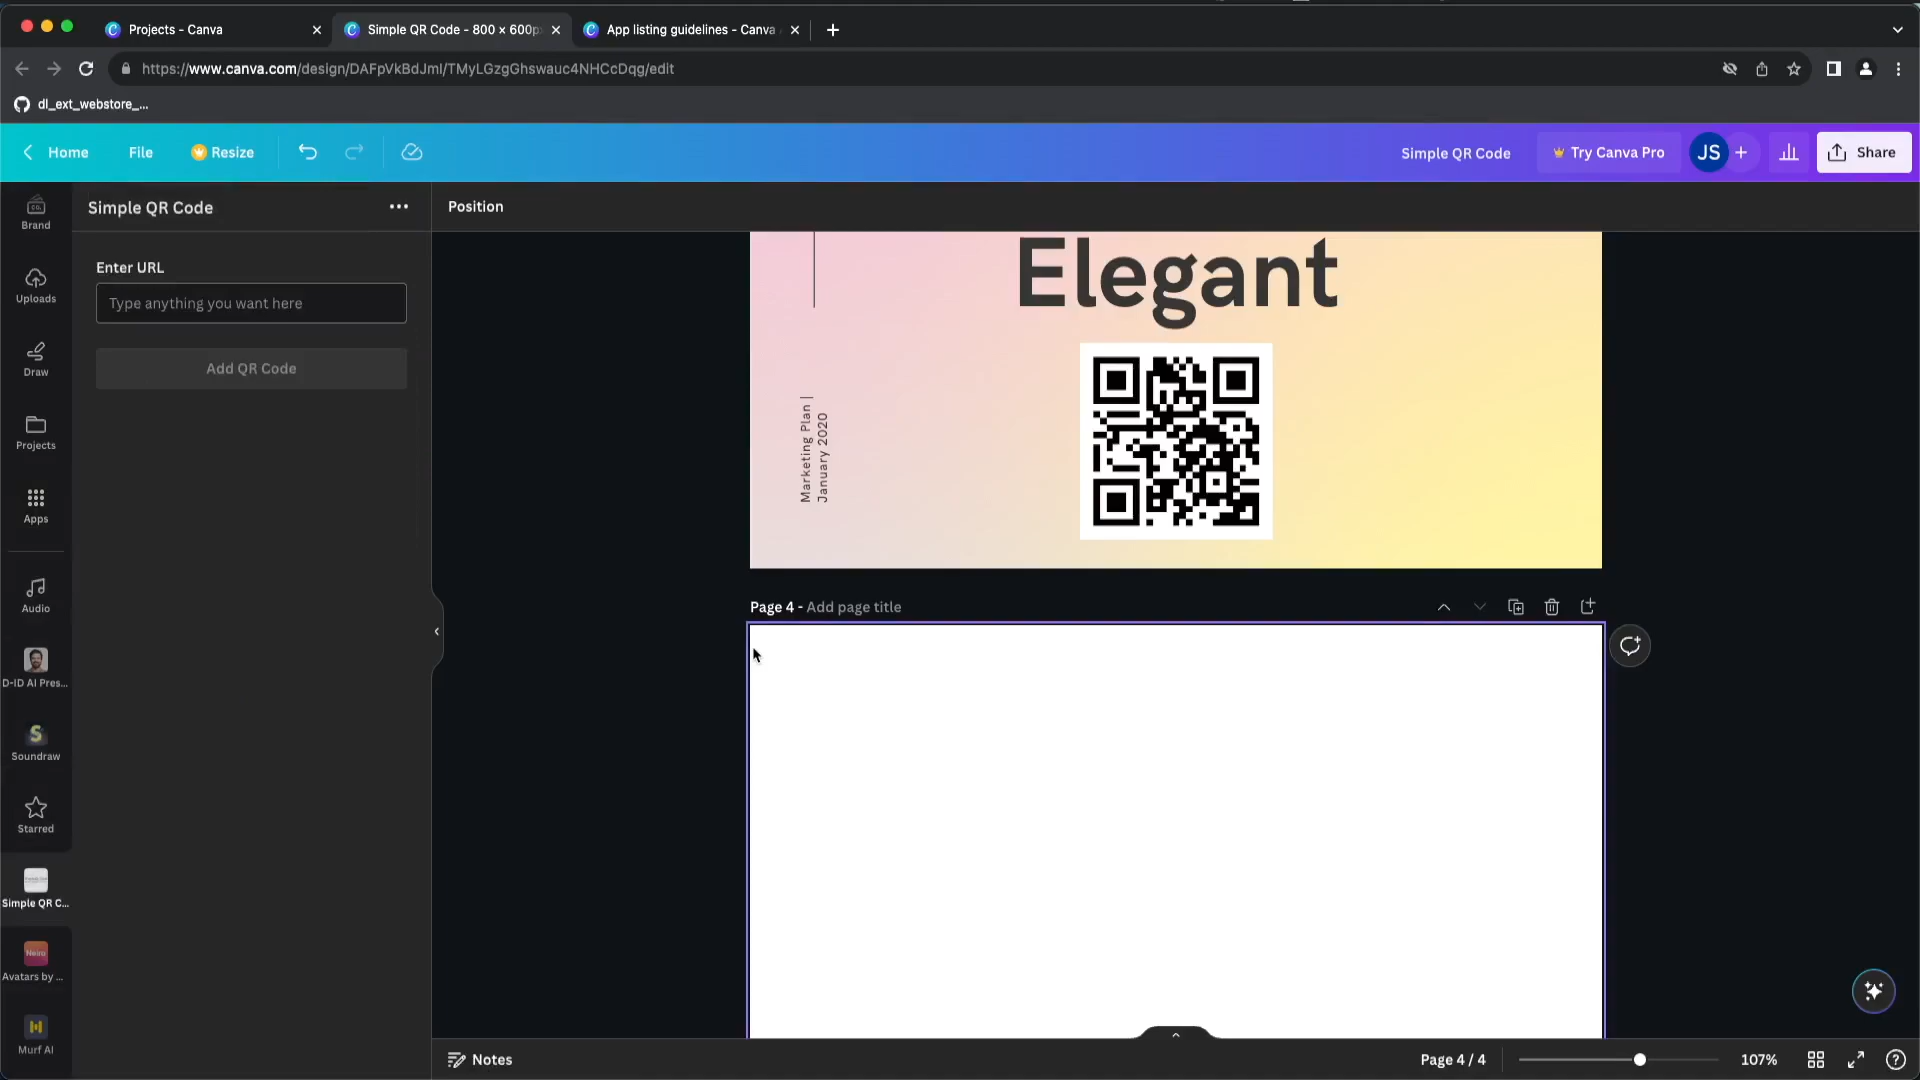 Projects - Canva
Simple QR Code - 800 × 600p
App listing guidelines - Canva
https://www.canva.com/design/DAFpVkBdJmI/TMyLGzgGhswauc4NHCcDqg/edit
dl_ext_webstore_...
Home
File
Resize
Simple QR Code
Try Canva Pro
JS
Share
Brand
Uploads
Draw
Projects
Apps
Audio
D-ID AI Pres...
Soundraw
Starred
Simple QR C...
Avatars by ...
Murf AI
Simple QR Code
Enter URL
Type anything you want here
Add QR Code
Position
Elegant
Marketing Plan |
January 2020
Page 4 - Add page title
Notes
Page 4 / 4
107%